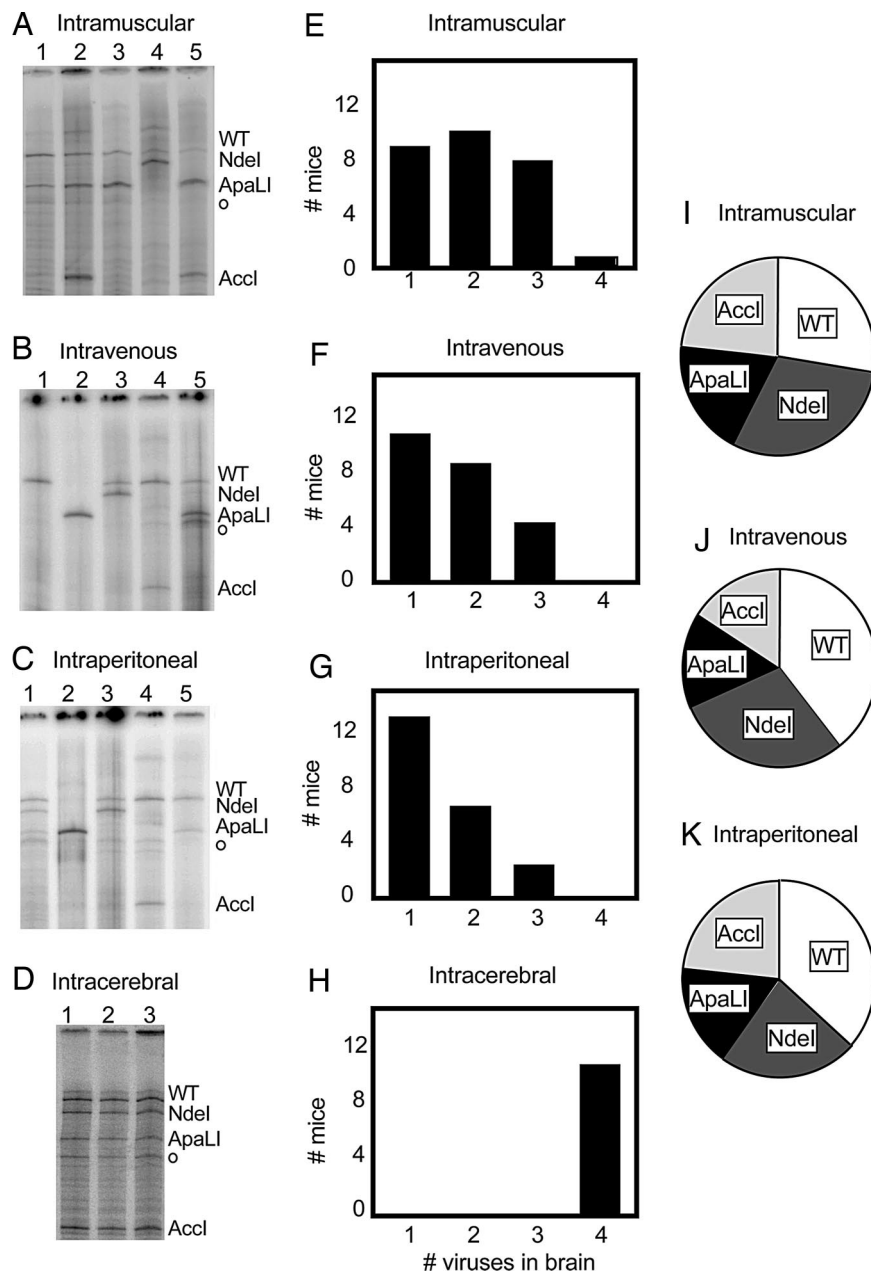 A Intramuscular
1 2 3 4 5
WT
NdeI
ApaLI
o
AccI
B Intravenous
1 2 3 4 5
WT
NdeI
ApaLI
o
AccI
C Intraperitoneal
1 2 3 4 5
WT
NdeI
ApaLI
o
AccI
D Intracerebral
1 2 3
WT
NdeI
ApaLI
o
AccI
E Intramuscular
# mice
12
8
4
0
1 2 3 4
F Intravenous
# mice
12
8
4
0
1 2 3 4
G Intraperitoneal
# mice
12
8
4
0
1 2 3 4
H Intracerebral
# mice
12
8
4
0
1 2 3 4
# viruses in brain
I Intramuscular
AccI
WT
ApaLI
NdeI
J Intravenous
AccI
WT
ApaLI
NdeI
K Intraperitoneal
AccI
WT
ApaLI
NdeI